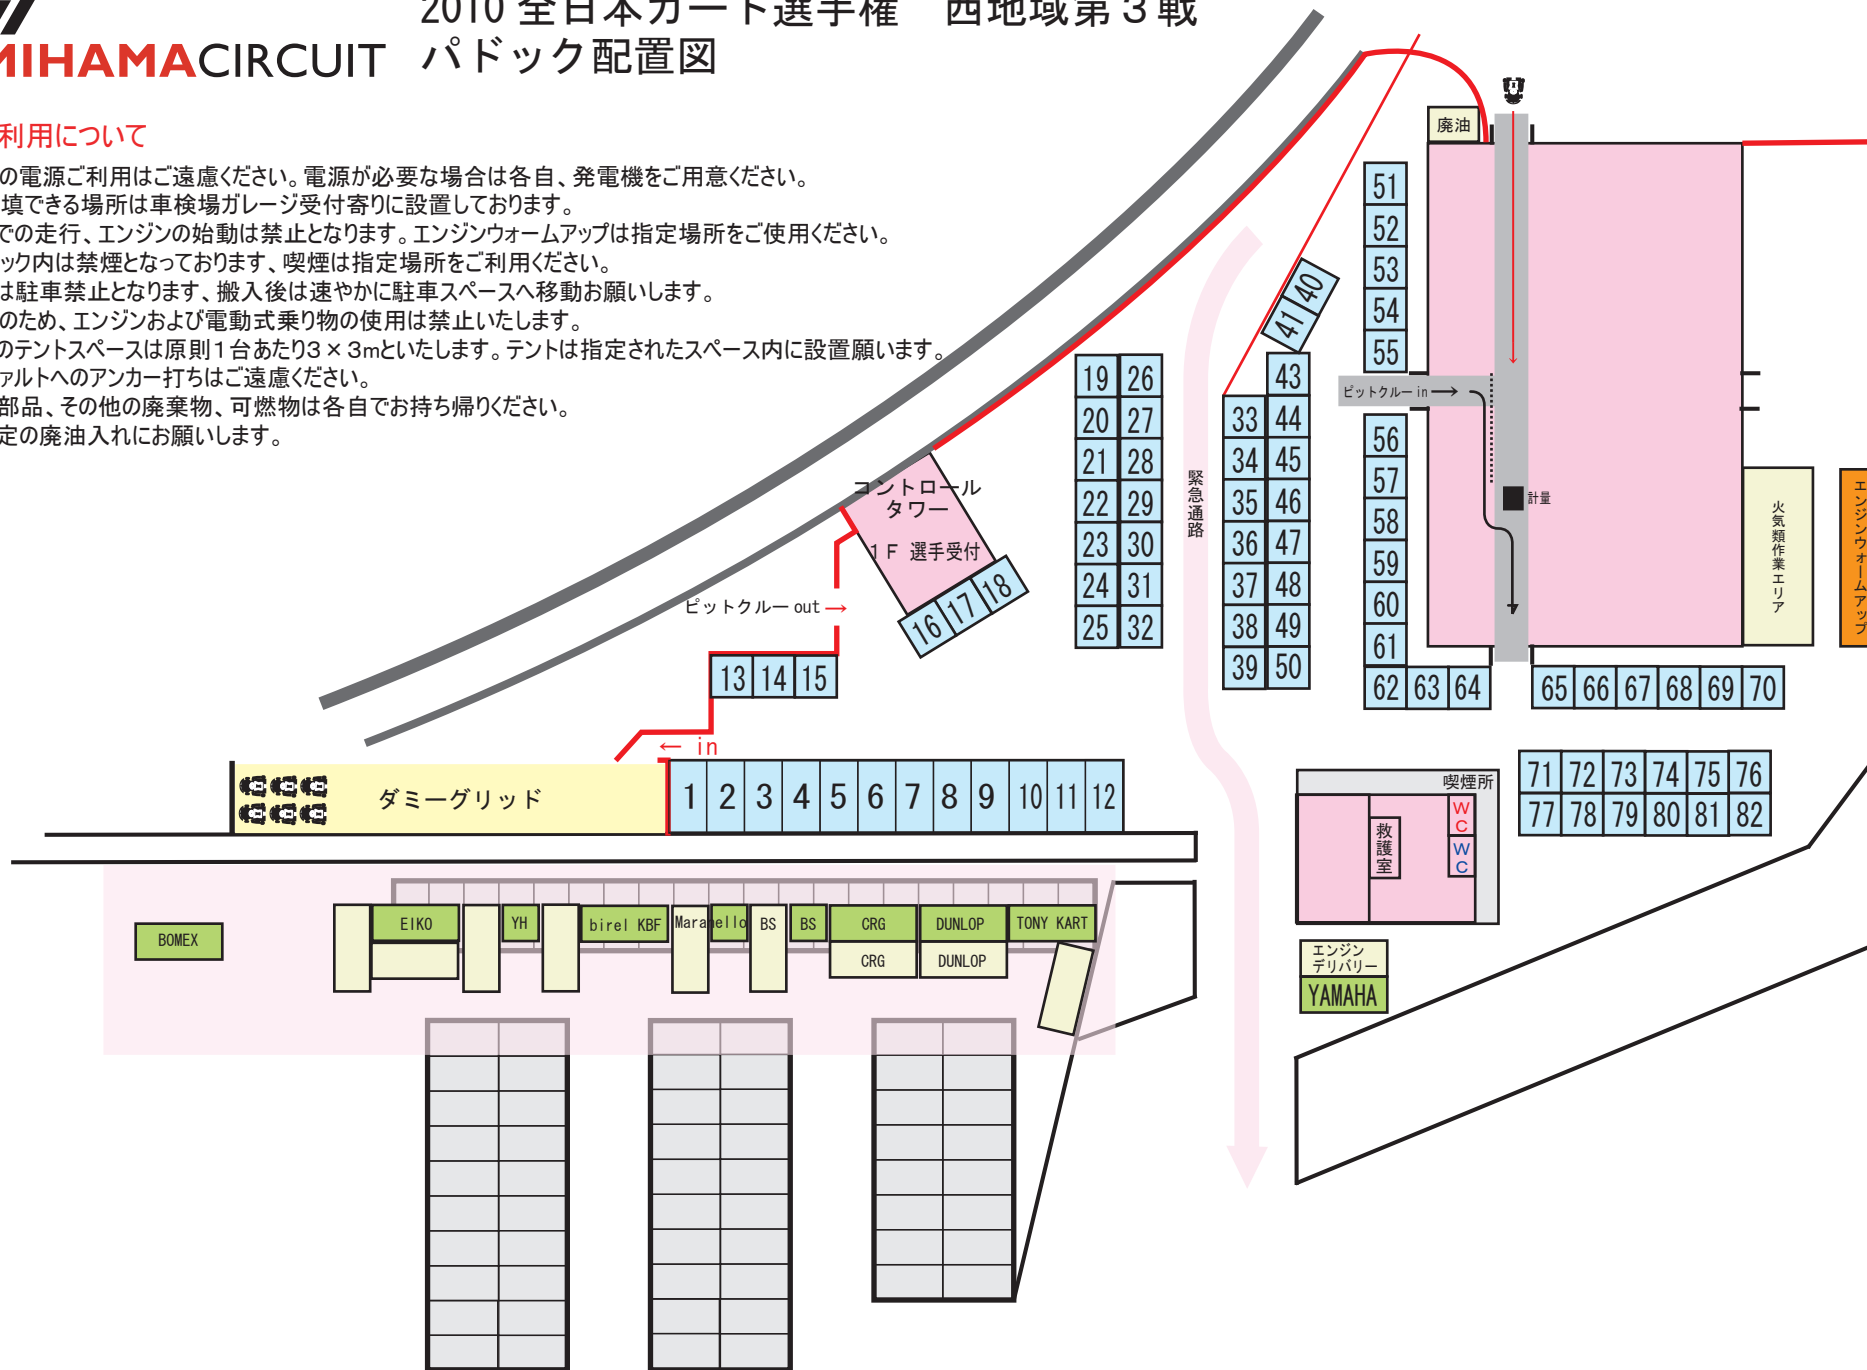 MIHAMACIRCUIT
2010 全日本カート選手権　西地域第３戦
パドック配置図
利用について
の電源ご利用はご遠慮ください。電源が必要な場合は各自、発電機をご用意ください。
填できる場所は車検場ガレージ受付寄りに設置しております。
での走行、エンジンの始動は禁止となります。エンジンウォームアップは指定場所をご使用ください。
ック内は禁煙となっております、喫煙は指定場所をご利用ください。
は駐車禁止となります、搬入後は速やかに駐車スペースへ移動お願いします。
のため、エンジンおよび電動式乗り物の使用は禁止いたします。
のテントスペースは原則1台あたり3×3mといたします。テントは指定されたスペース内に設置願います。
ァルトへのアンカー打ちはご遠慮ください。
部品、その他の廃棄物、可燃物は各自でお持ち帰りください。
定の廃油入れにお願いします。
廃油
51
52
53
54
55
ピットクルー in →
56
57
58
59
60
61
62 63 64
65 66 67 68 69 70
計量
火気類作業エリア
エンジンウォームアップ
40
41
43
33 44
34 45
35 46
36 47
37 48
38 49
39 50
緊急通路
19 26
20 27
21 28
22 29
23 30
24 31
25 32
コントロール
タワー
1F 選手受付
16 17 18
ピットクルー out →
13 14 15
← in
ダミーグリッド
1 2 3 4 5 6 7 8 9 10 11 12
喫煙所
WC
WC
救護室
71 72 73 74 75 76
77 78 79 80 81 82
エンジン
デリバリー
YAMAHA
BOMEX
EIKO
YH
birel KBF
Maranello
BS
BS
CRG
DUNLOP
TONY KART
CRG
DUNLOP